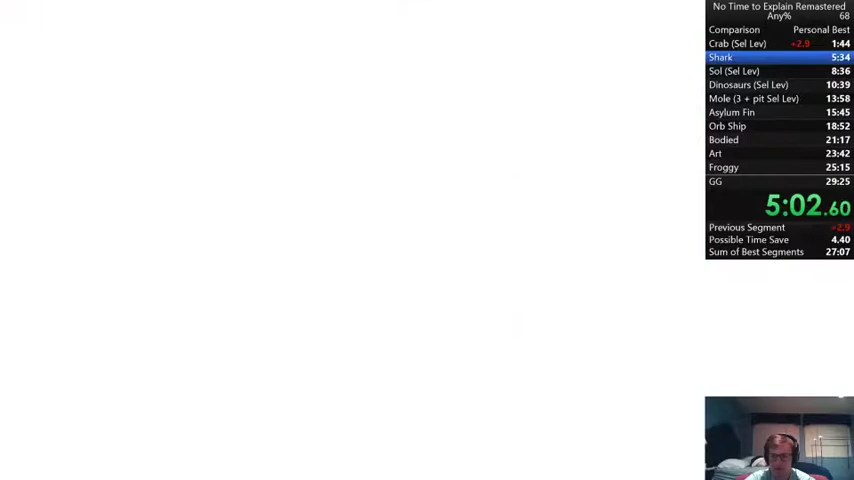 No Time to Explain Remastered
Any% 68
Comparison Personal Best
Crab (Sel Lev) +2.9 1:44
Shark 5:34
Sol (Sel Lev) 8:36
Dinosaurs (Sel Lev) 10:39
Mole (3 + pit Sel Lev) 13:58
Asylum Fin 15:45
Orb Ship 18:52
Bodied 21:17
Art 23:42
Froggy 25:15
GG 29:25
5:02.60
Previous Segment +2.9
Possible Time Save 4.40
Sum of Best Segments 27:07